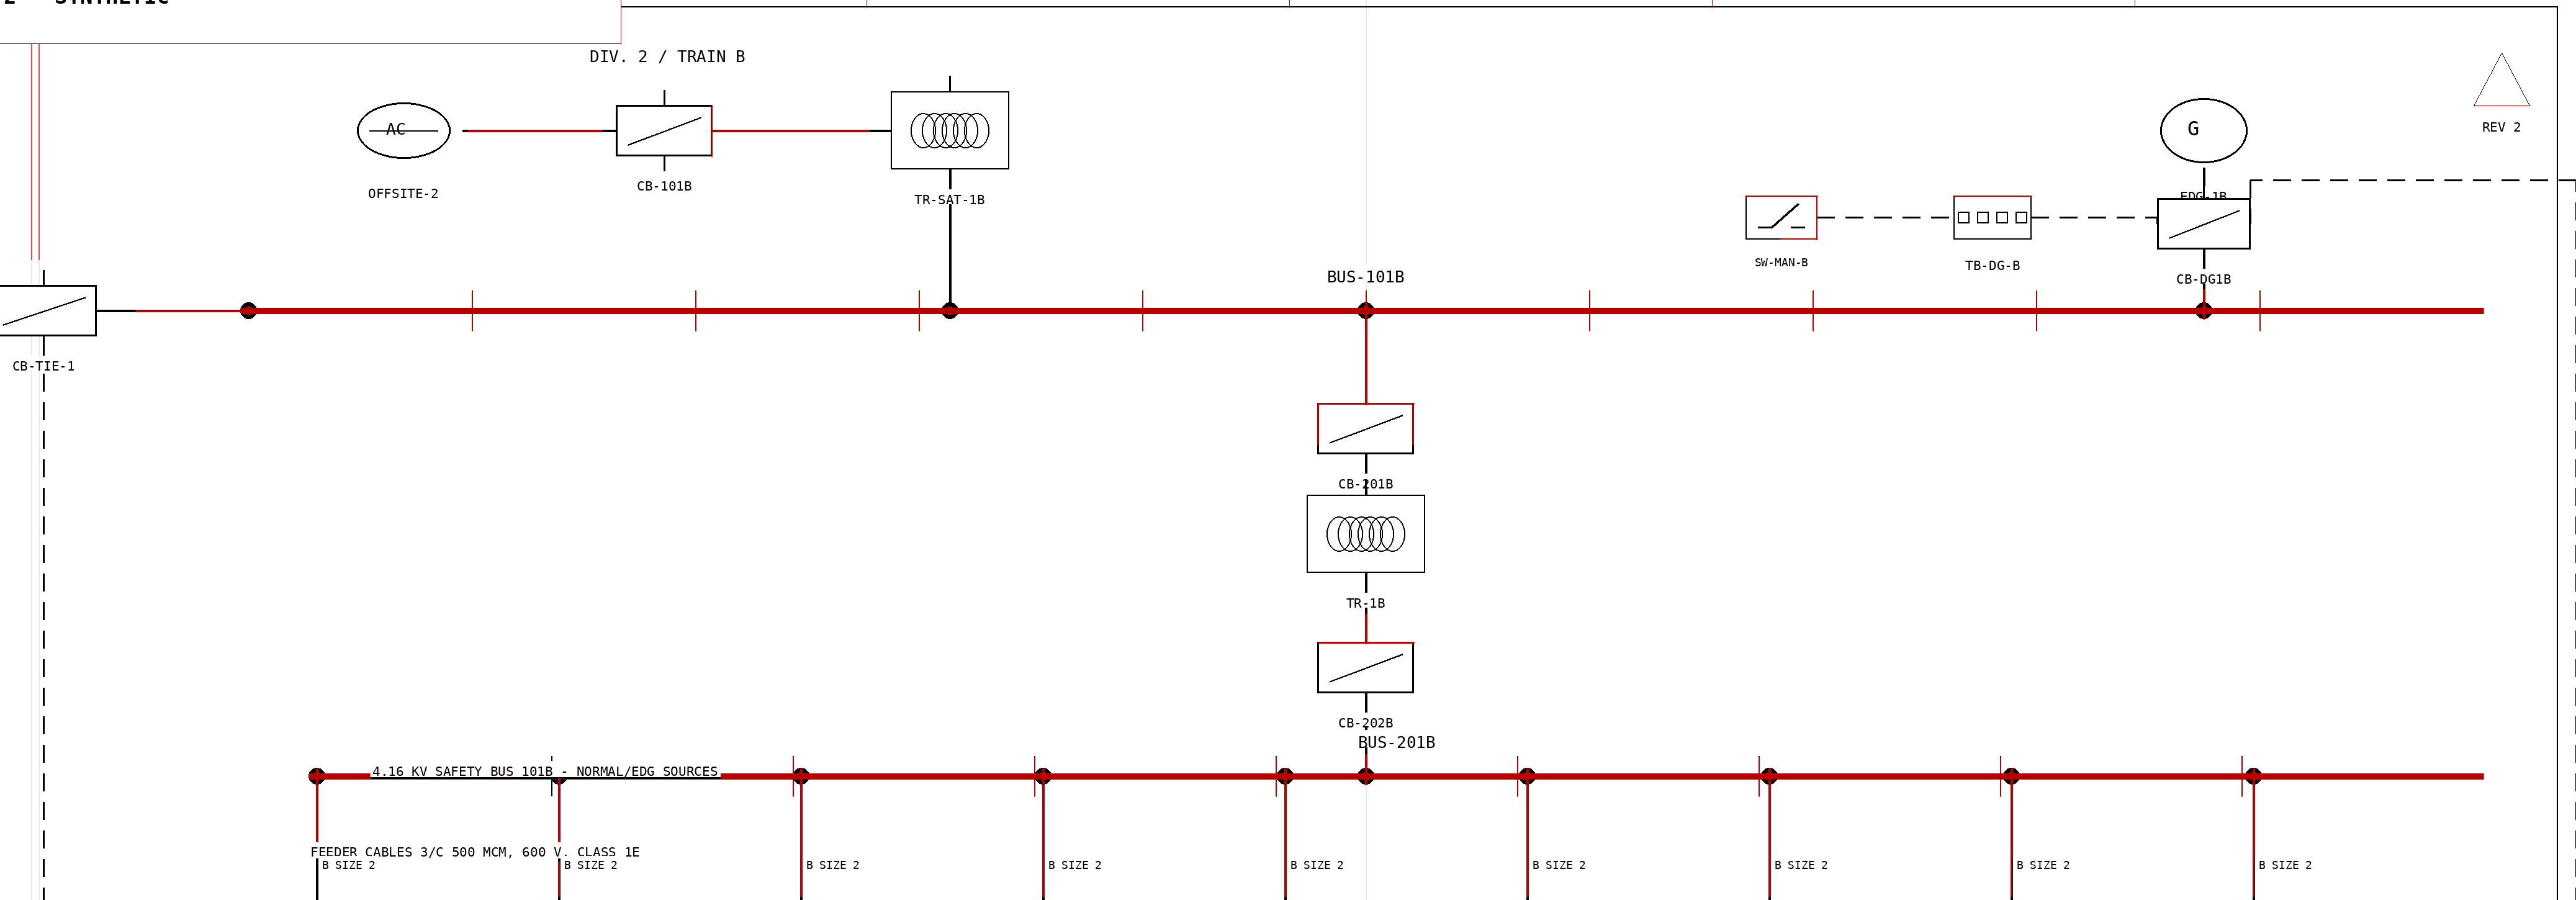 DIV. 2 / TRAIN B
AC
G
REV 2
CB-101B
OFFSITE-2
TR-SAT-1B
EDG-1B
SW-MAN-B
TB-DG-B
CB-DG1B
BUS-101B
CB-TIE-1
CB-201B
TR-1B
CB-202B
BUS-201B
4.16 KV SAFETY BUS 101B - NORMAL/EDG SOURCES
FEEDER CABLES 3/C 500 MCM, 600 V. CLASS 1E
B SIZE 2
B SIZE 2
B SIZE 2
B SIZE 2
B SIZE 2
B SIZE 2
B SIZE 2
B SIZE 2
B SIZE 2